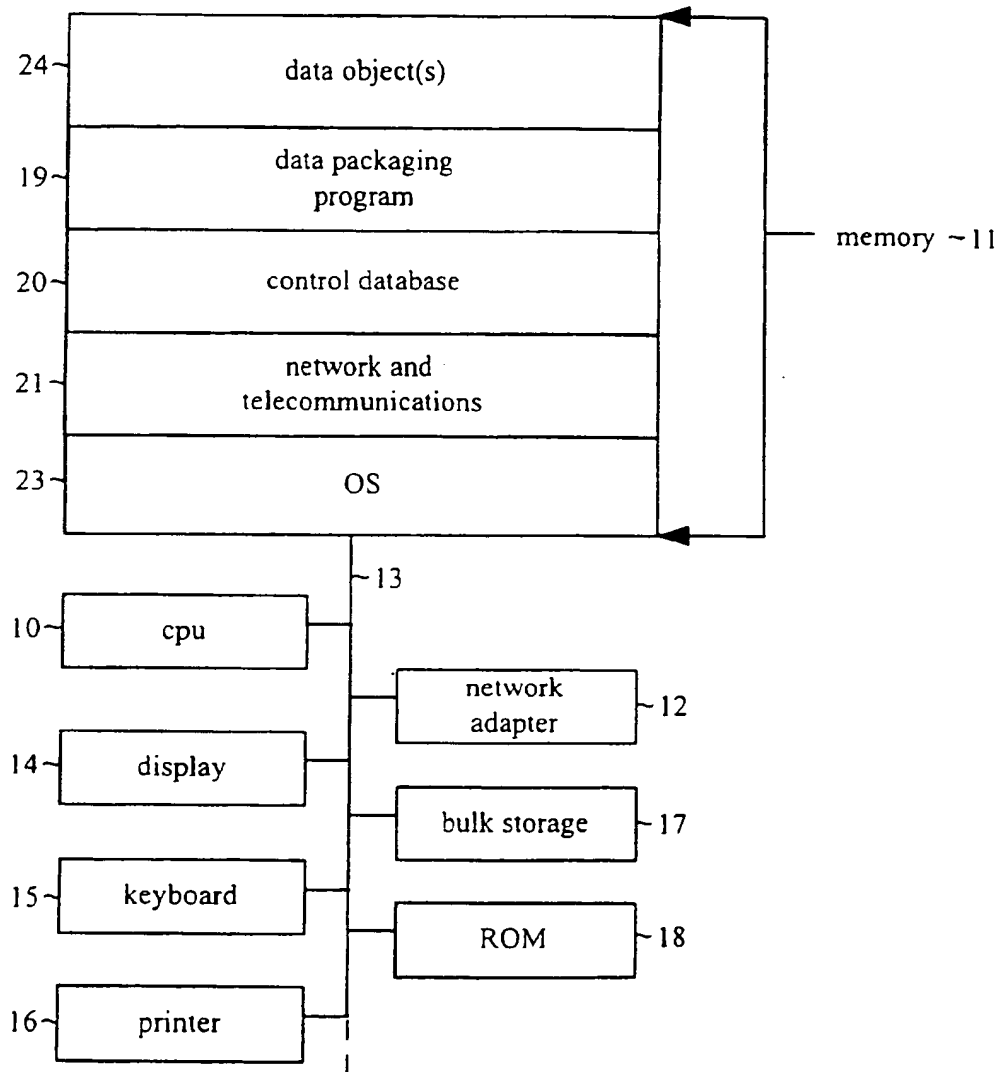 24~ data object(s)
19~ data packaging
program
memory ~11
20~ control database
21~ network and
telecommunications
23~ OS
~13
10~ cpu
network
adapter ~12
14~ display
bulk storage ~17
15~ keyboard
ROM ~18
16~ printer